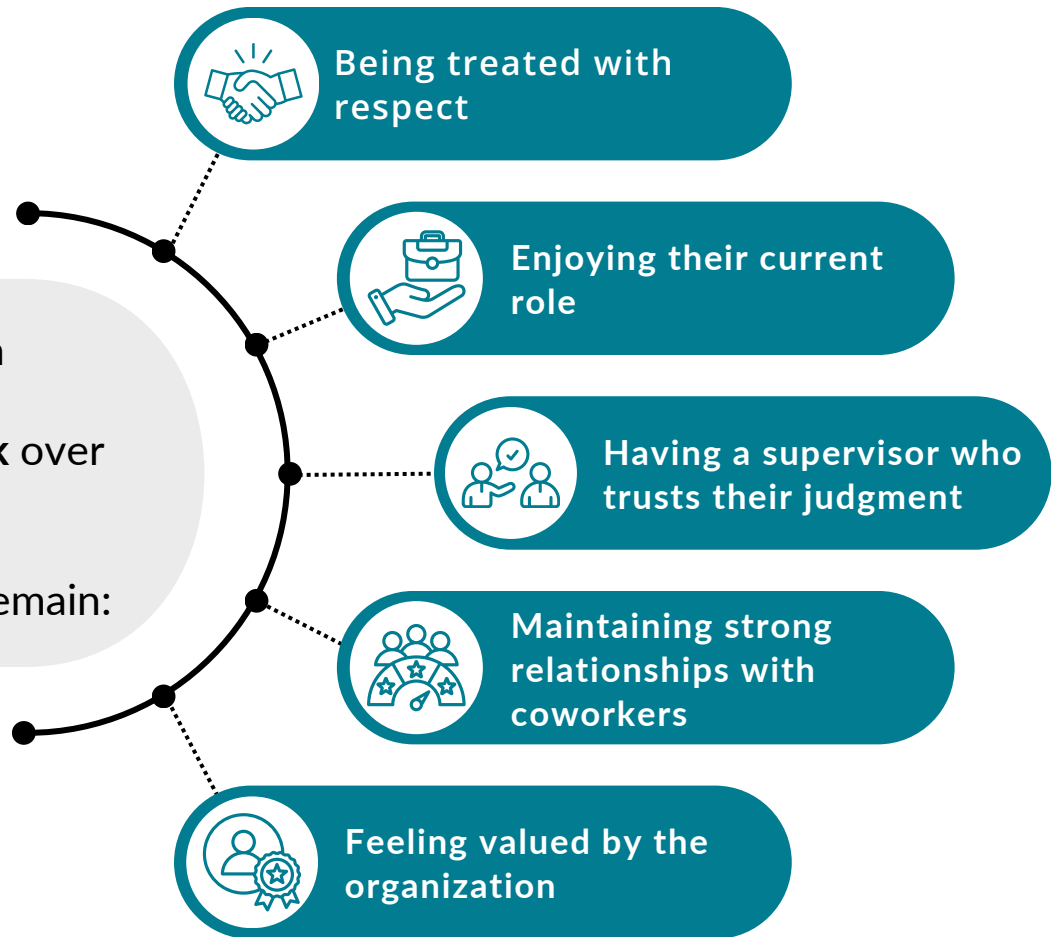 Being treated with
respect
Enjoying their current
role
over
Having a supervisor who
trusts their judgment
emain:
Maintaining strong
relationships with
coworkers
Feeling valued by the
organization